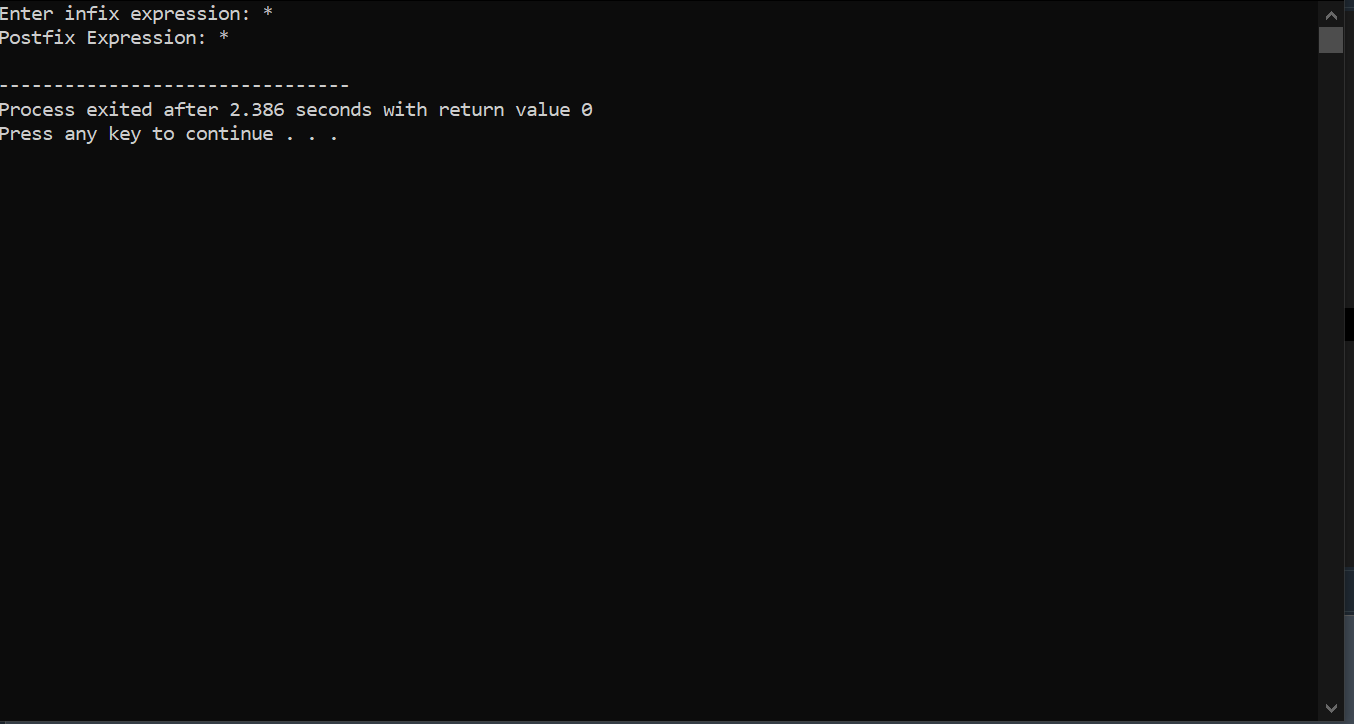 Enter infix expression: *
Postfix Expression: *
--------------------------------
Process exited after 2.386 seconds with return value 0
Press any key to continue . . .